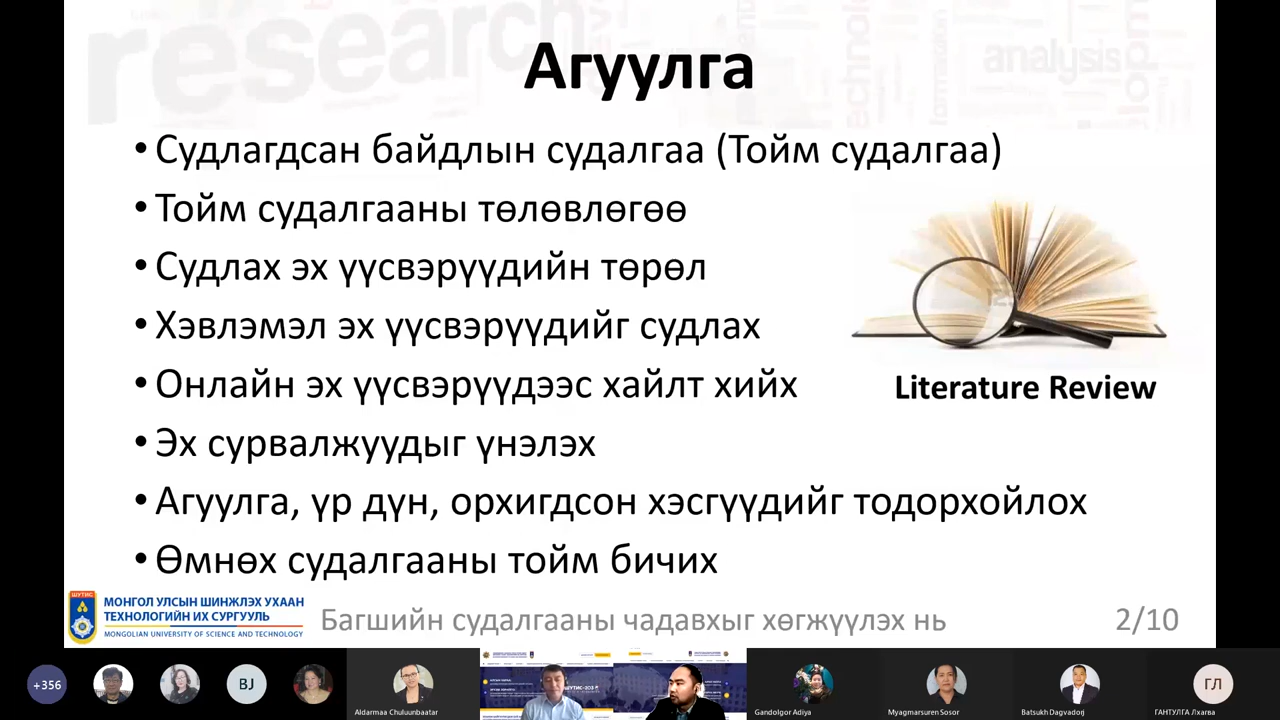 research
analysis
Агуулга
• Судлагдсан байдлын судалгаа (Тойм судалгаа)
• Тойм судалгааны төлөвлөгөө
• Судлах эх үүсвэрүүдийн төрөл
• Хэвлэмэл эх үүсвэрүүдийг судлах
• Онлайн эх үүсвэрүүдээс хайлт хийх
• Эх сурвалжуудыг үнэлэх
• Агуулга, үр дүн, орхигдсон хэсгүүдийг тодорхойлох
• Өмнөх судалгааны тойм бичих
Literature Review
ШУТИС
МОНГОЛ УЛСЫН ШИНЖЛЭХ УХААН
ТЕХНОЛОГИЙН ИХ СУРГУУЛЬ
MONGOLIAN UNIVERSITY OF SCIENCE AND TECHNOLOGY
Багшийн судалгааны чадавхыг хөгжүүлэх нь
2/10
+356
BJ
Aldarmaa Chuluunbaatar
Gandolgor Adiya
Myagmarsuren Sosor
Batsukh Dagvadorj
ГЛ
ГАНТУЛГА Лхагва